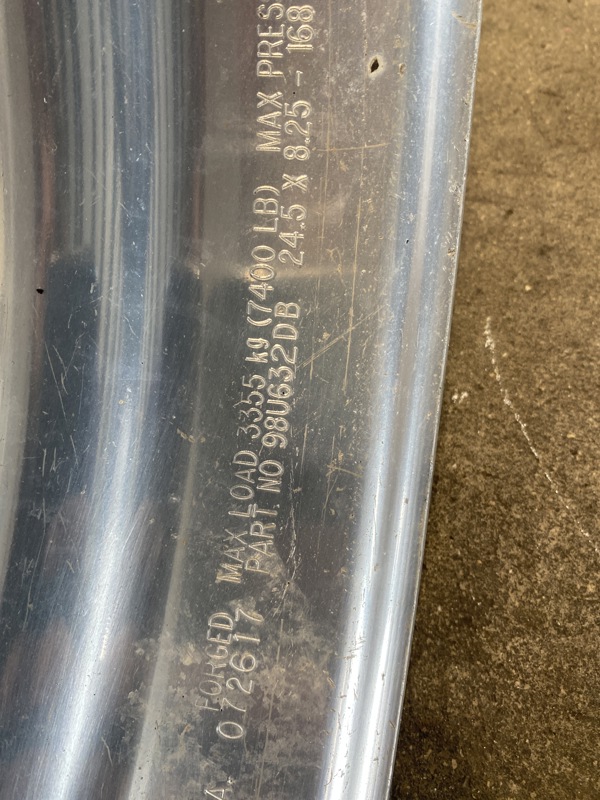 A. FORGED MAX LOAD 3355 kg (7400 LB) MAX PRES
072617 PART NO 98U632DB 24.5 X 8.25 - 168